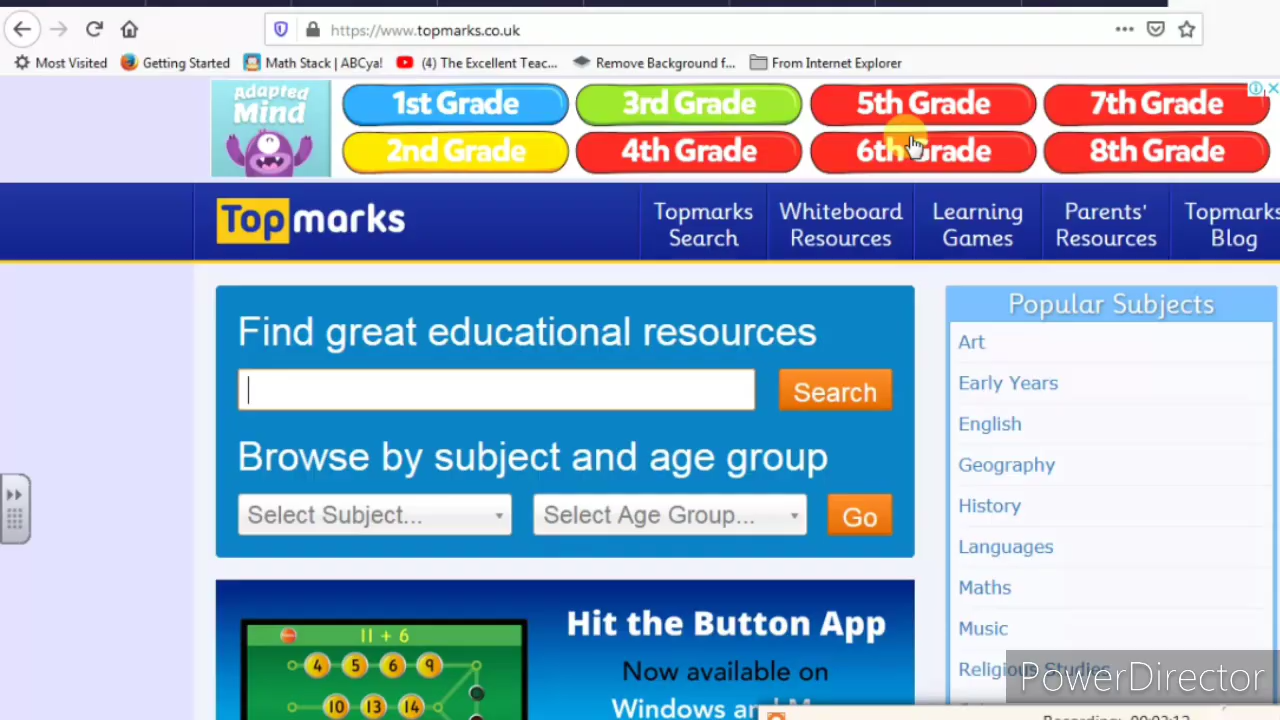 https://www.topmarks.co.uk
Most Visited
Getting Started
Math Stack | ABCya!
(4) The Excellent Teac...
Remove Background f...
From Internet Explorer
Adapted
Mind
1st Grade
3rd Grade
5th Grade
7th Grade
2nd Grade
4th Grade
6th Grade
8th Grade
Topmarks
Topmarks
Search
Whiteboard
Resources
Learning
Games
Parents'
Resources
Topmarks
Blog
Find great educational resources
Search
Browse by subject and age group
Select Subject...
Select Age Group...
Go
Popular Subjects
Art
Early Years
English
Geography
History
Languages
Maths
Music
Religious Studies
Hit the Button App
Now available on
Windows and
11 + 6
4 5 6 9
10 13 14
PowerDirector